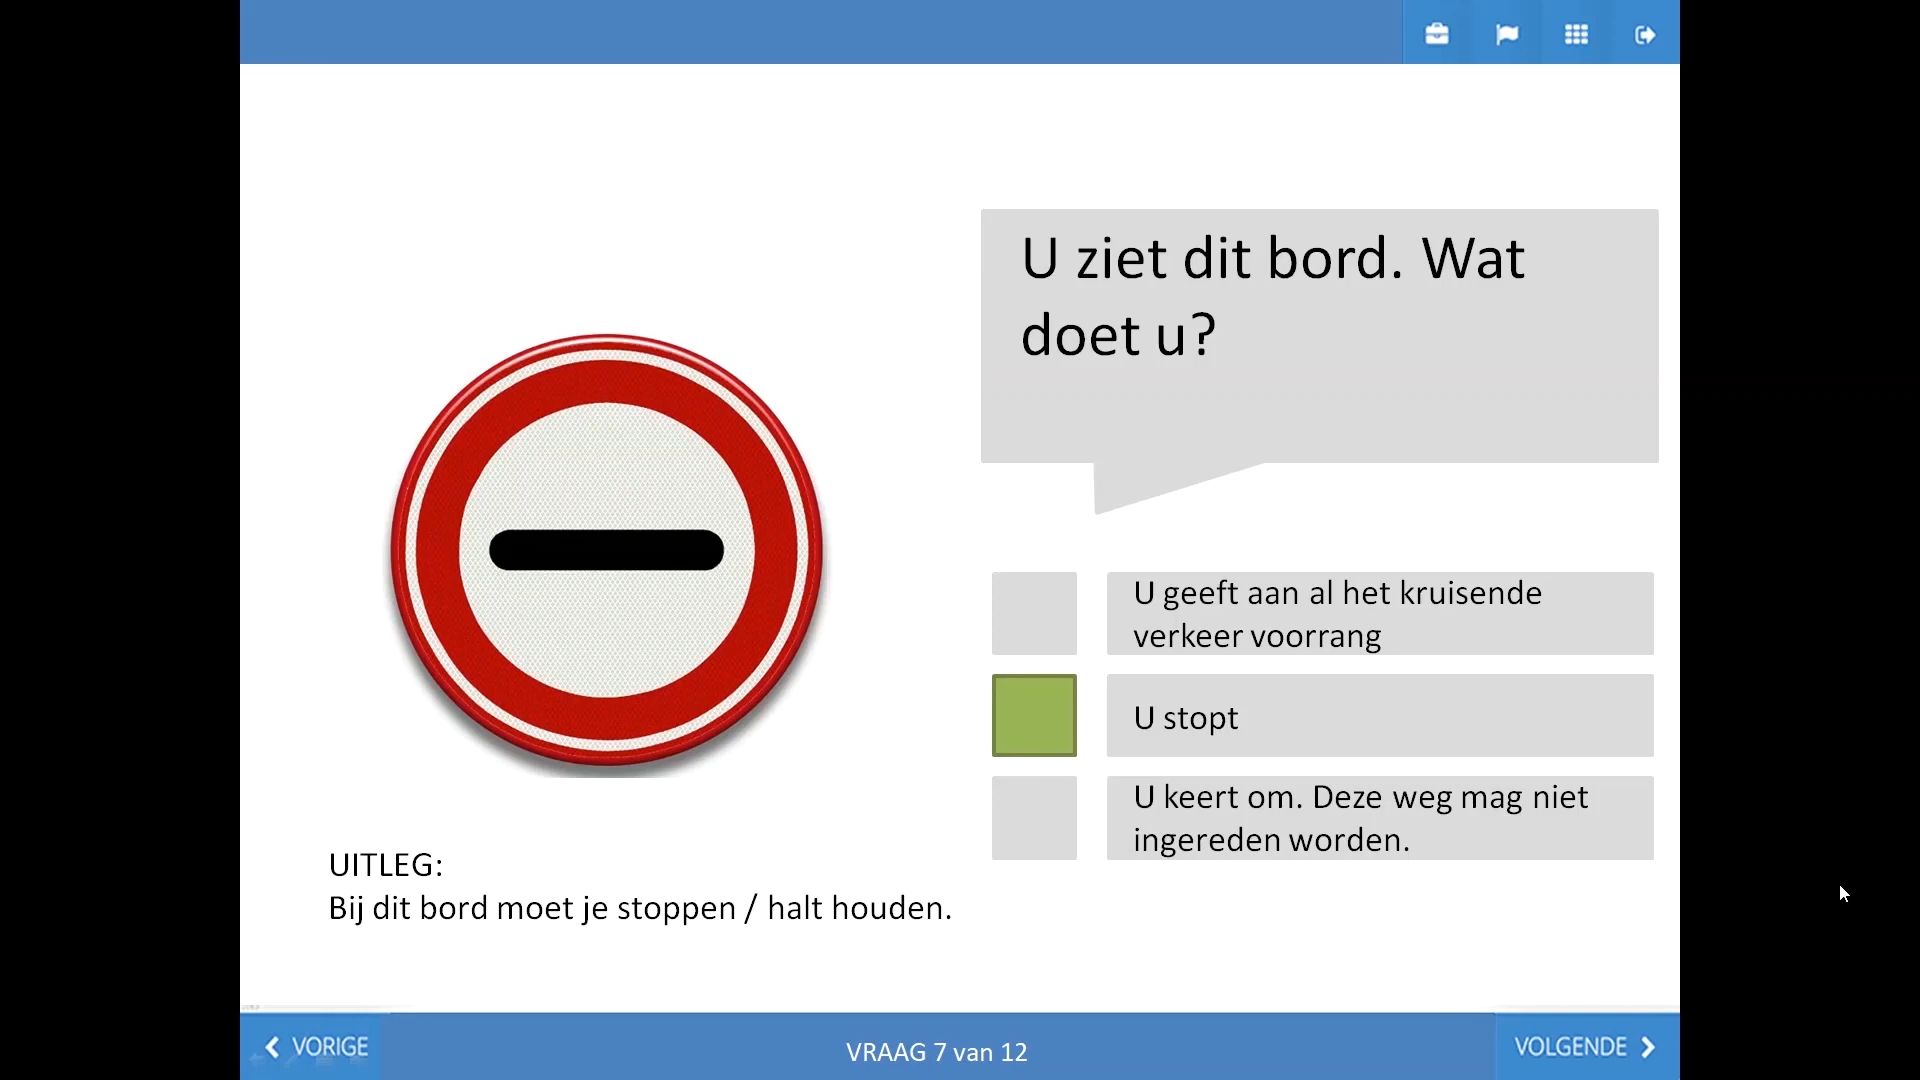 U ziet dit bord. Wat
doet u?
U geeft aan al het kruisende
verkeer voorrang
U stopt
U keert om. Deze weg mag niet
ingereden worden.
UITLEG:
Bij dit bord moet je stoppen / halt houden.
VORIGE
VRAAG 7 van 12
VOLGENDE